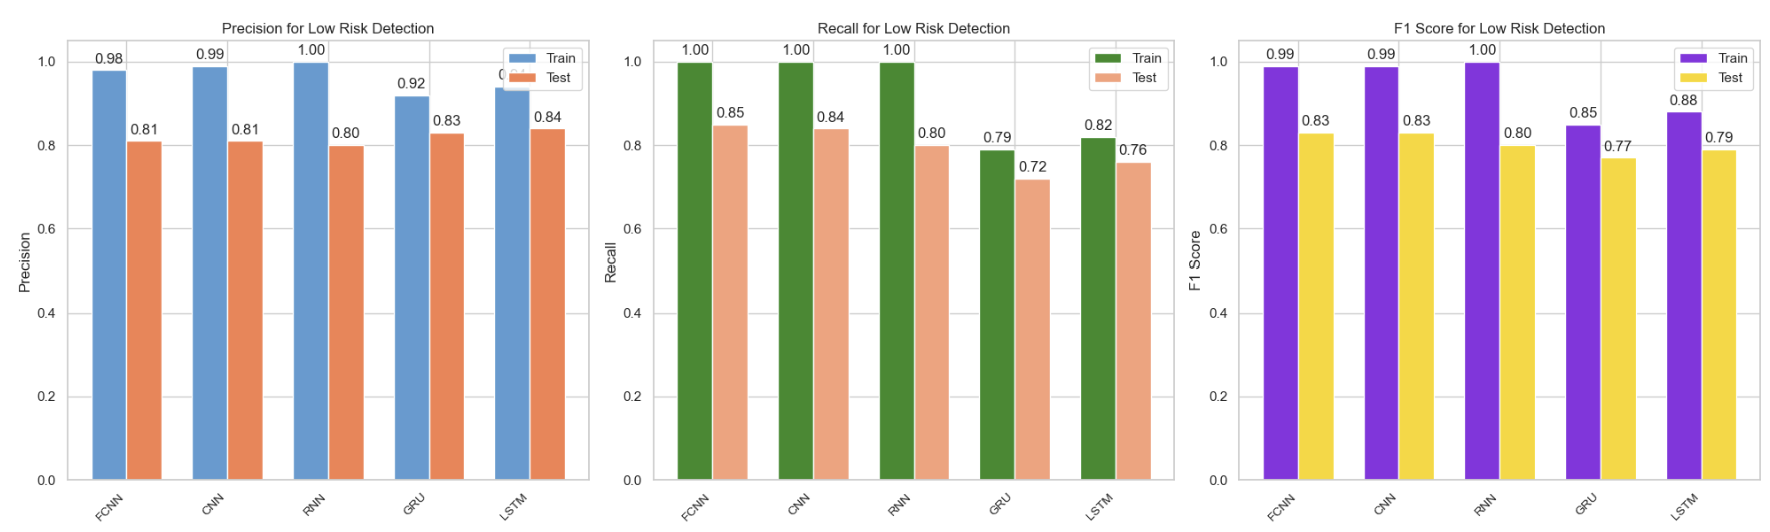 Precision for Low Risk Detection
Precision
1.0
0.8
0.6
0.4
0.2
0.0
0.98
0.81
0.99
0.81
1.00
0.80
0.92
0.83
0.84
Train
Test
FCNN
CNN
RNN
GRU
LSTM
Recall for Low Risk Detection
Recall
1.0
0.8
0.6
0.4
0.2
0.0
1.00
0.85
1.00
0.84
1.00
0.80
0.79
0.72
0.82
0.76
Train
Test
FCNN
CNN
RNN
GRU
LSTM
F1 Score for Low Risk Detection
F1 Score
1.0
0.8
0.6
0.4
0.2
0.0
0.99
0.83
0.99
0.83
1.00
0.80
0.85
0.77
0.88
0.79
Train
Test
FCNN
CNN
RNN
GRU
LSTM